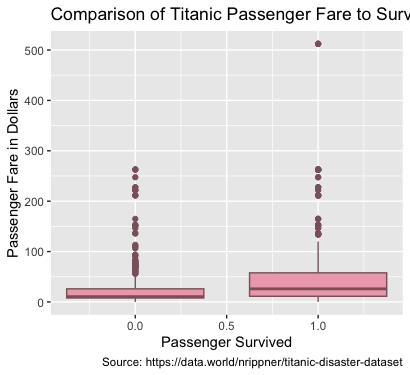 Comparison of Titanic Passenger Fare to Surv
500
400
300
200
100
0
Passenger Fare in Dollars
0.0 0.5 1.0
Passenger Survived
Source: https://data.world/nrippner/titanic-disaster-dataset